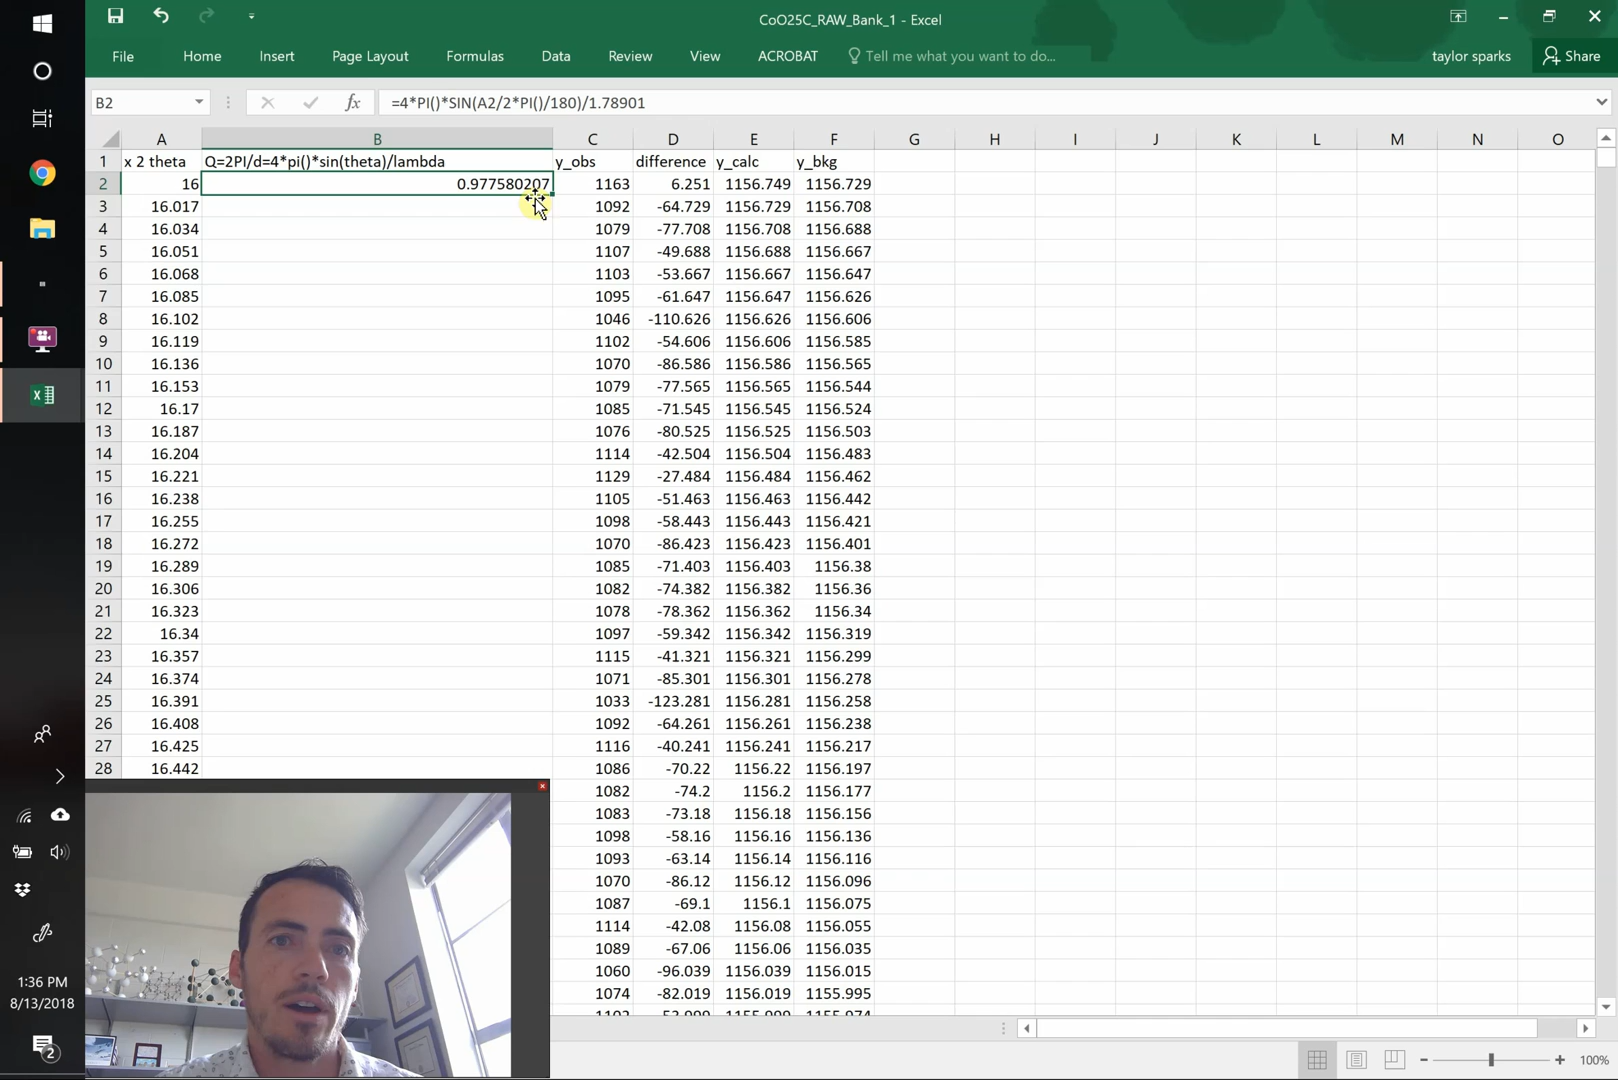 CoO25C_RAW_Bank_1 - Excel
File Home Insert Page Layout Formulas Data Review View ACROBAT Tell me what you want to do... taylor sparks Share
B2 fx =4*PI()*SIN(A2/2*PI()/180)/1.78901
A B C D E F G H I J K L M N O
1 x 2 theta Q=2PI/d=4*pi()*sin(theta)/lambda y_obs difference y_calc y_bkg
2 16 0.977580207 1163 6.251 1156.749 1156.729
3 16.017 1092 -64.729 1156.729 1156.708
4 16.034 1079 -77.708 1156.708 1156.688
5 16.051 1107 -49.688 1156.688 1156.667
6 16.068 1103 -53.667 1156.667 1156.647
7 16.085 1095 -61.647 1156.647 1156.626
8 16.102 1046 -110.626 1156.626 1156.606
9 16.119 1102 -54.606 1156.606 1156.585
10 16.136 1070 -86.586 1156.586 1156.565
11 16.153 1079 -77.565 1156.565 1156.544
12 16.17 1085 -71.545 1156.545 1156.524
13 16.187 1076 -80.525 1156.525 1156.503
14 16.204 1114 -42.504 1156.504 1156.483
15 16.221 1129 -27.484 1156.484 1156.462
16 16.238 1105 -51.463 1156.463 1156.442
17 16.255 1098 -58.443 1156.443 1156.421
18 16.272 1070 -86.423 1156.423 1156.401
19 16.289 1085 -71.403 1156.403 1156.38
20 16.306 1082 -74.382 1156.382 1156.36
21 16.323 1078 -78.362 1156.362 1156.34
22 16.34 1097 -59.342 1156.342 1156.319
23 16.357 1115 -41.321 1156.321 1156.299
24 16.374 1071 -85.301 1156.301 1156.278
25 16.391 1033 -123.281 1156.281 1156.258
26 16.408 1092 -64.261 1156.261 1156.238
27 16.425 1116 -40.241 1156.241 1156.217
28 16.442 1086 -70.22 1156.22 1156.197
1082 -74.2 1156.2 1156.177
1083 -73.18 1156.18 1156.156
1098 -58.16 1156.16 1156.136
1093 -63.14 1156.14 1156.116
1070 -86.12 1156.12 1156.096
1087 -69.1 1156.1 1156.075
1114 -42.08 1156.08 1156.055
1089 -67.06 1156.06 1156.035
1060 -96.039 1156.039 1156.015
1074 -82.019 1156.019 1155.995
1:36 PM
8/13/2018
2
100%